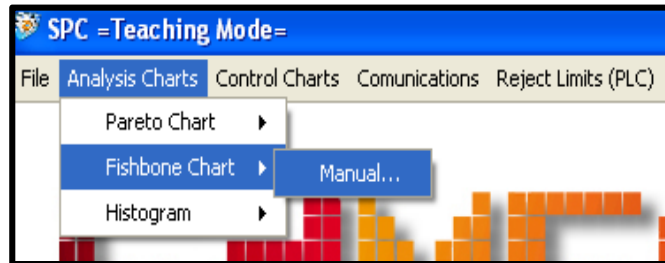 SPC =Teaching Mode=
File Analysis Charts Control Charts Comunications Reject Limits (PLC)
Pareto Chart
Fishbone Chart Manual...
Histogram